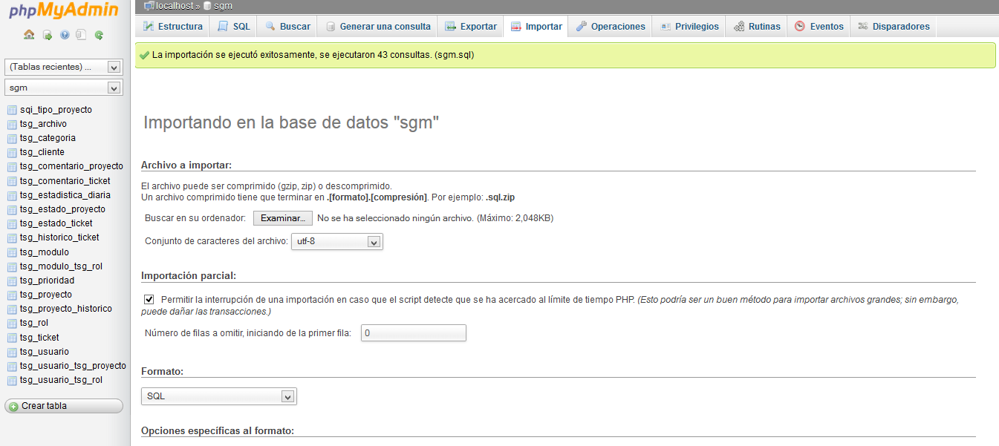 phpMyAdmin
localhost » sgm
Estructura SQL Buscar Generar una consulta Exportar Importar Operaciones Privilegios Rutinas Eventos Disparadores
La importación se ejecutó exitosamente, se ejecutaron 43 consultas. (sgm.sql)
(Tablas recientes) ...
sgm
sqi_tipo_proyecto
tsg_archivo
tsg_categoria
tsg_cliente
tsg_comentario_proyecto
tsg_comentario_ticket
tsg_estadistica_diaria
tsg_estado_proyecto
tsg_estado_ticket
tsg_historico_ticket
tsg_modulo
tsg_modulo_tsg_rol
tsg_prioridad
tsg_proyecto
tsg_proyecto_historico
tsg_rol
tsg_ticket
tsg_usuario
tsg_usuario_tsg_proyecto
tsg_usuario_tsg_rol
Crear tabla
Importando en la base de datos "sgm"
Archivo a importar:
El archivo puede ser comprimido (gzip, zip) o descomprimido.
Un archivo comprimido tiene que terminar en .[formato].[compresión]. Por ejemplo: .sql.zip
Buscar en su ordenador: Examinar... No se ha seleccionado ningún archivo. (Máximo: 2,048KB)
Conjunto de caracteres del archivo: utf-8
Importación parcial:
Permitir la interrupción de una importación en caso que el script detecte que se ha acercado al límite de tiempo PHP. (Esto podría ser un buen método para importar archivos grandes; sin embargo,
puede dañar las transacciones.)
Número de filas a omitir, iniciando de la primer fila: 0
Formato:
SQL
Opciones específicas al formato: